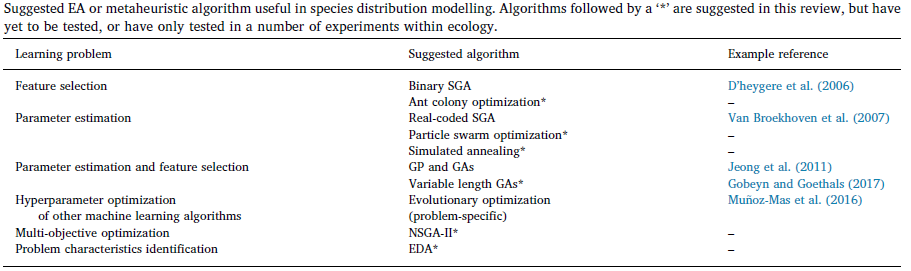 Suggested EA or metaheuristic algorithm useful in species distribution modelling. Algorithms followed by a ‘*’ are suggested in this review, but have
yet to be tested, or have only tested in a number of experiments within ecology.
Learning problem Suggested algorithm Example reference
Feature selection Binary SGA D’heygere et al. (2006)
Ant colony optimization* –
Parameter estimation Real-coded SGA Van Broekhoven et al. (2007)
Particle swarm optimization* –
Simulated annealing* –
Parameter estimation and feature selection GP and GAs Jeong et al. (2011)
Variable length GAs* Gobeyn and Goethals (2017)
Hyperparameter optimization Evolutionary optimization Muñoz-Mas et al. (2016)
of other machine learning algorithms (problem-specific)
Multi-objective optimization NSGA-II* –
Problem characteristics identification EDA* –